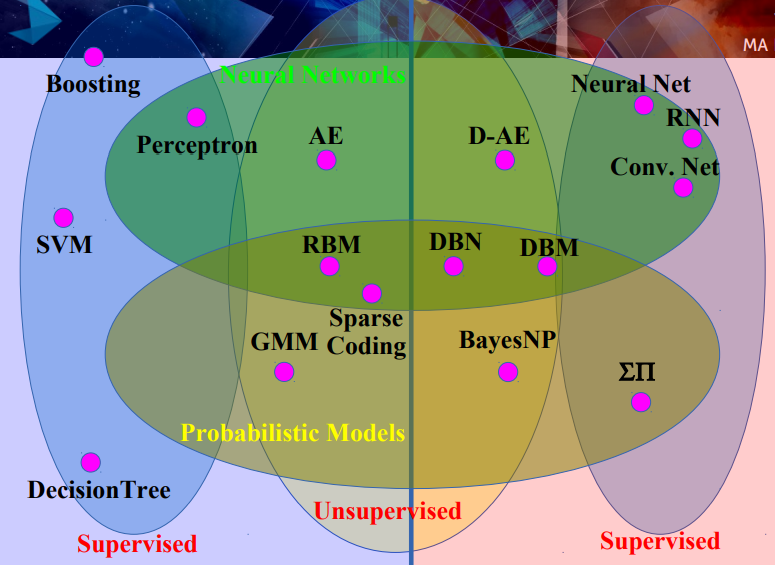 MA
Neural Networks
Boosting
Neural Net
RNN
Perceptron
AE
D-AE
Conv. Net
SVM
RBM
DBN
DBM
Sparse
Coding
GMM
BayesNP
ΣΠ
Probabilistic Models
DecisionTree
Unsupervised
Supervised
Supervised